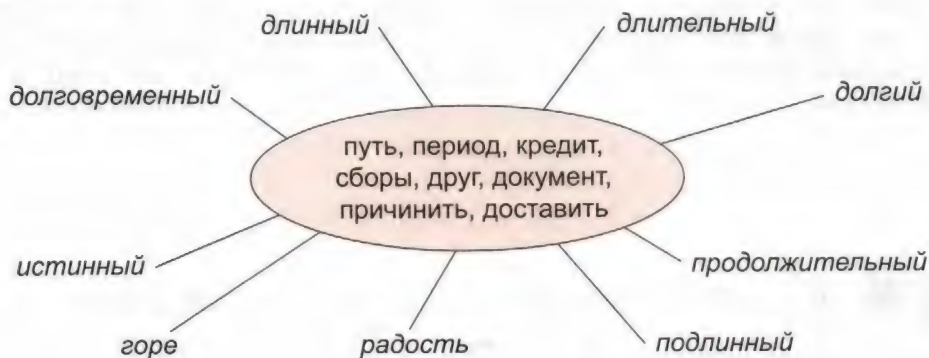 длинный
длительный
долговременный
долгий
путь, период, кредит,
сборы, друг, документ,
причинить, доставить
истинный
продолжительный
горе
радость
подлинный